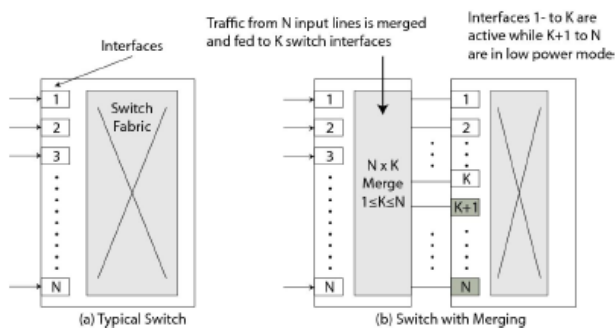 Traffic from N input lines is merged
and fed to K switch interfaces
Interfaces 1- to K are
active while K+1 to N
are in low power mode
Interfaces
1
2
3
N
Switch
Fabric
1
2
3
N
N x K
Merge
1≤K≤N
1
2
K
K+1
N
(a) Typical Switch
(b) Switch with Merging